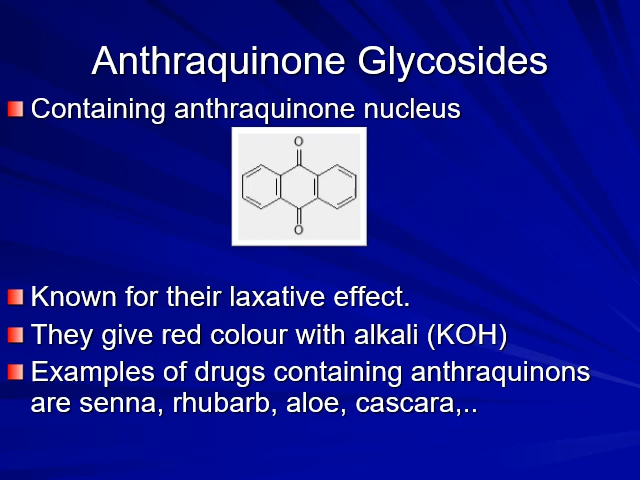 Anthraquinone Glycosides
Containing anthraquinone nucleus
O
O
Known for their laxative effect.
They give red colour with alkali (KOH)
Examples of drugs containing anthraquinons
are senna, rhubarb, aloe, cascara,..